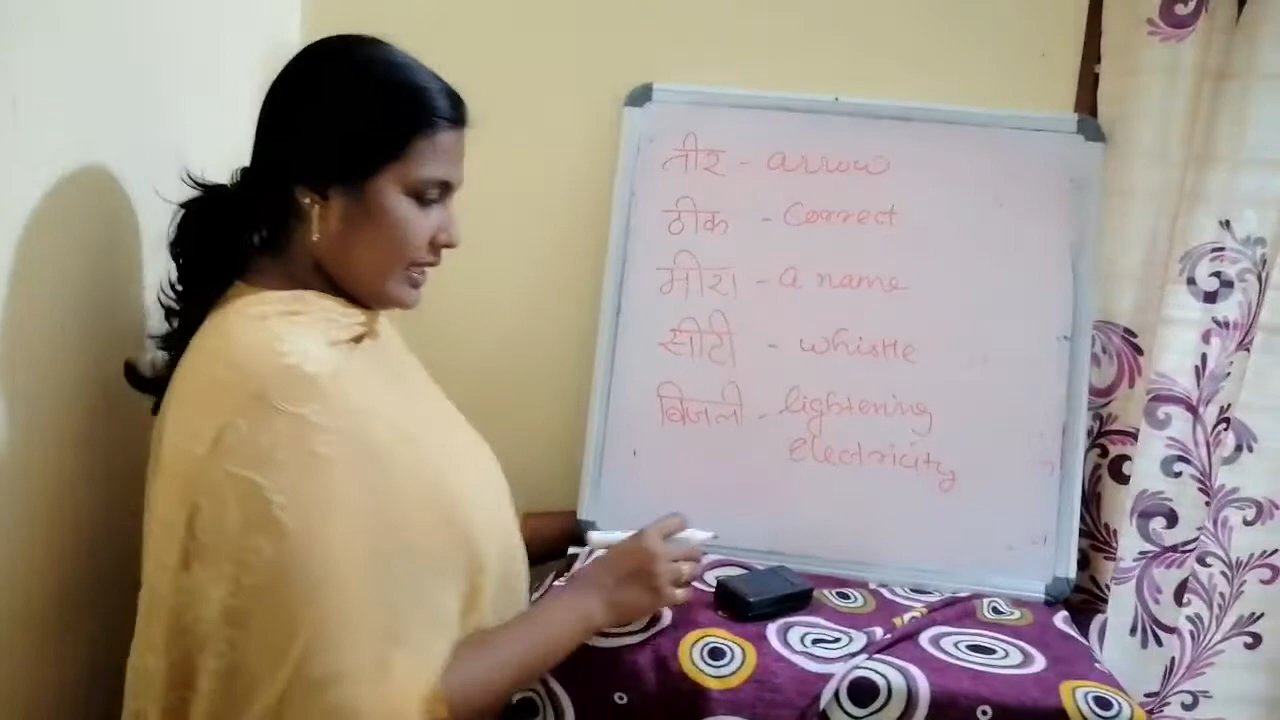 तीर - arrow
ठीक - Correct
मीरा - a name
सीटी - whistle
बिजली - lightening
electricity